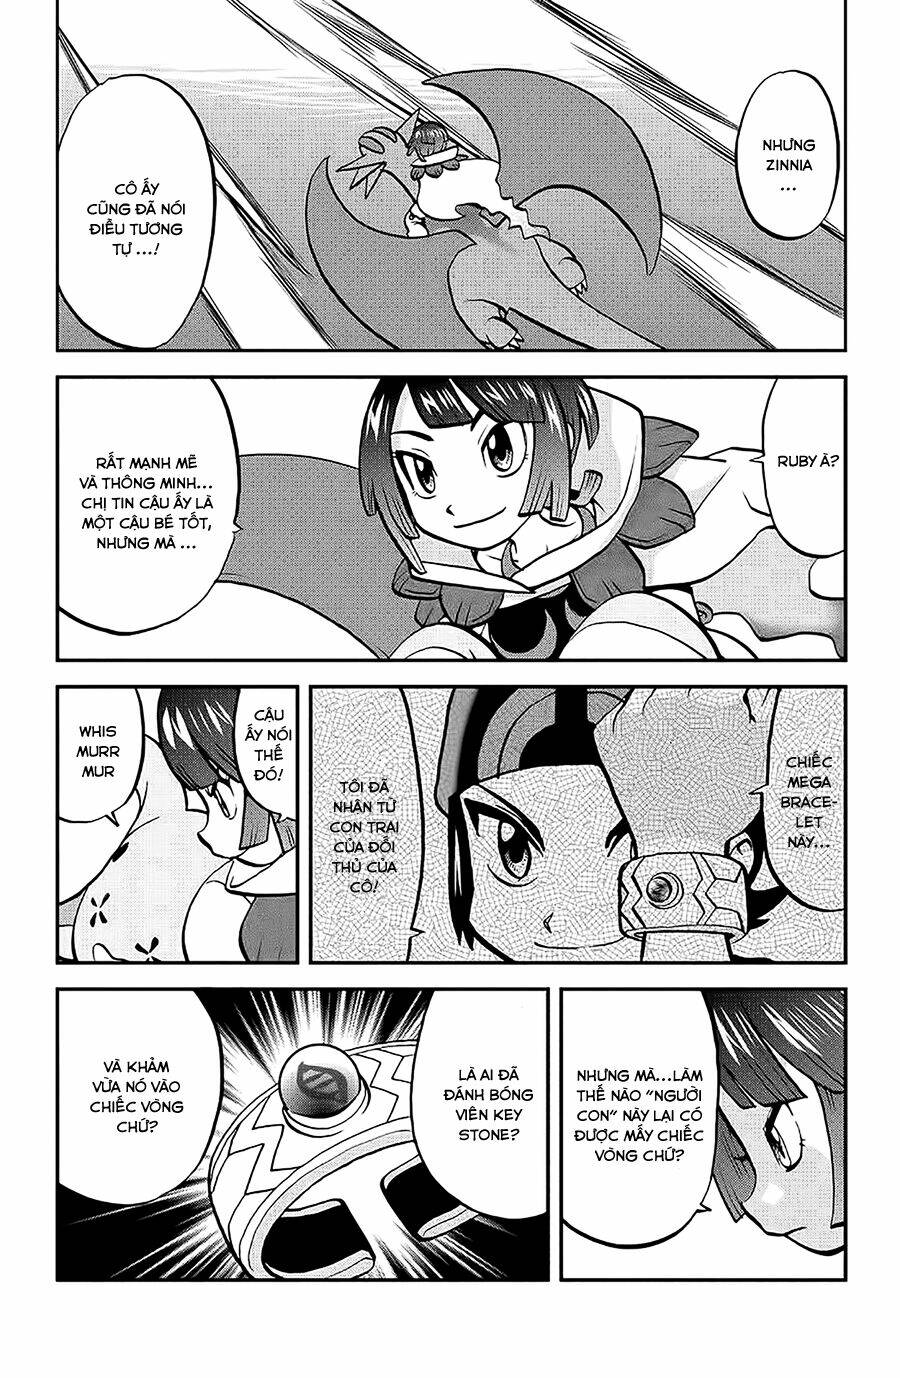 NHƯNG
ZINNIA
...
CÔ ẤY
CŨNG ĐÃ NÓI
ĐIỀU TƯƠNG
TỰ ...!
RUBY À?
RẤT MẠNH MẼ
VÀ THÔNG MINH...
CHỊ TIN CẬU ẤY LÀ
MỘT CẬU BÉ TỐT,
NHƯNG MÀ ...
CHIẾC
MEGA
BRACE-
LET
NÀY...
TÔI ĐÃ
NHẬN TỪ
CON TRAI
CỦA ĐỐI
THỦ CỦA
CÔ!
CẬU
ẤY NÓI
THẾ
ĐÓ!
WHIS
MURR
MUR
NHƯNG MÀ...LÀM
THẾ NÀO "NGƯỜI
CON" NÀY LẠI CÓ
ĐƯỢC MẤY CHIẾC
VÒNG CHỨ?
LÀ AI ĐÃ
ĐÁNH BÓNG
VIÊN KEY
STONE?
VÀ KHẢM
VỪA NÓ VÀO
CHIẾC VÒNG
CHỨ?